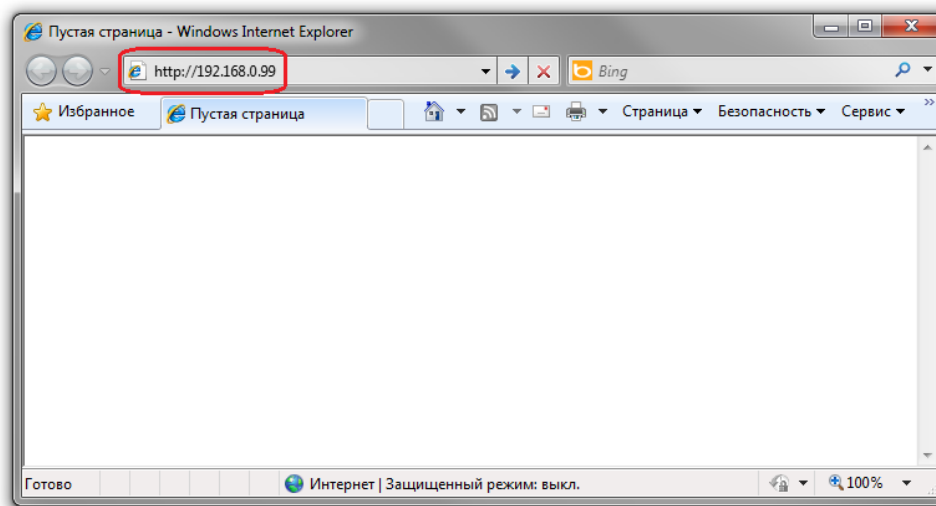 Пустая страница - Windows Internet Explorer
http://192.168.0.99 Bing
Избранное Пустая страница Страница Безопасность Сервис
Готово Интернет | Защищенный режим: выкл. 100%